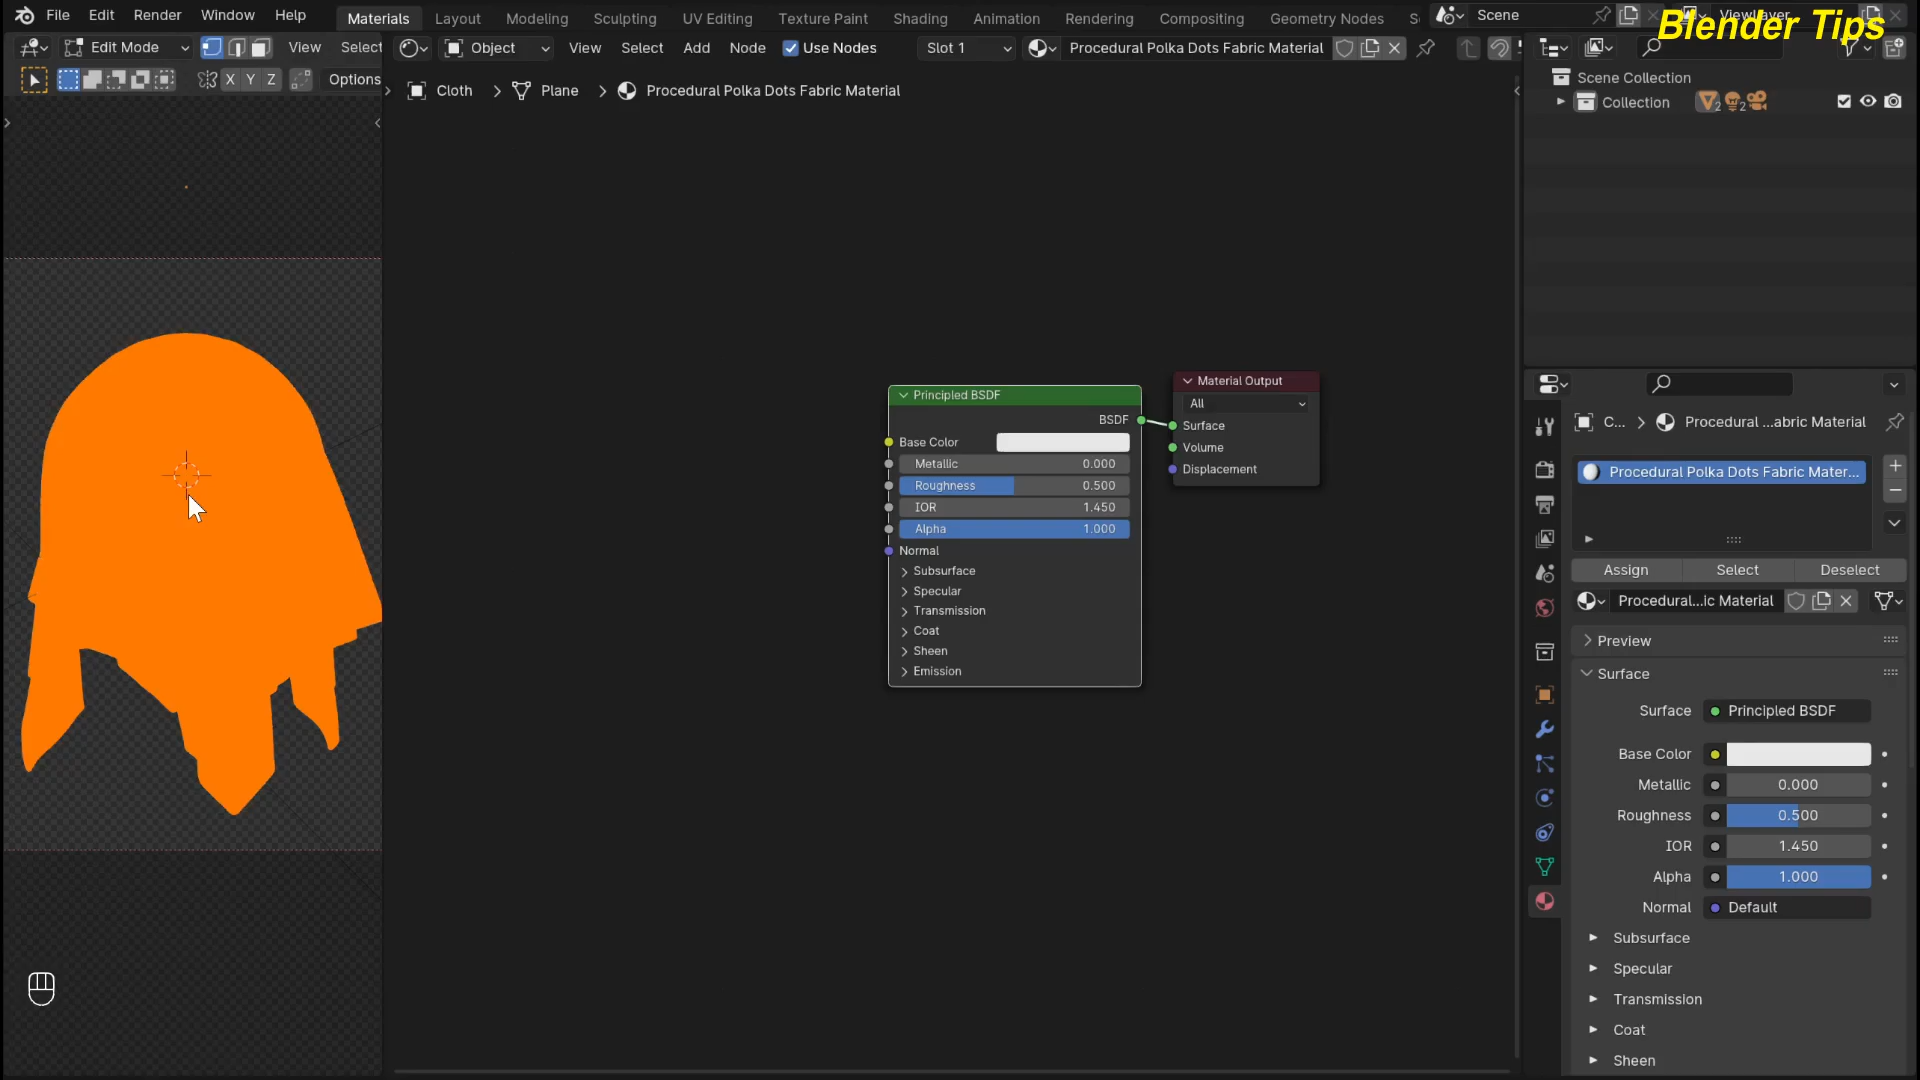 File Edit Render Window Help
Materials Layout Modeling Sculpting UV Editing Texture Paint Shading Animation Rendering Compositing Geometry Nodes
Scene
Blender Tips
Edit Mode View Select
Object View Select Add Node Use Nodes Slot 1 Procedural Polka Dots Fabric Material
X Y Z Options
Cloth > Plane > Procedural Polka Dots Fabric Material
Scene Collection
Collection 2 2
Principled BSDF
BSDF
Base Color
Metallic 0.000
Roughness 0.500
IOR 1.450
Alpha 1.000
Normal
Subsurface
Specular
Transmission
Coat
Sheen
Emission
Material Output
All
Surface
Volume
Displacement
C... > Procedural ...abric Material
Procedural Polka Dots Fabric Mater...
Assign Select Deselect
Procedural...ic Material
Preview
Surface
Surface Principled BSDF
Base Color
Metallic 0.000
Roughness 0.500
IOR 1.450
Alpha 1.000
Normal Default
Subsurface
Specular
Transmission
Coat
Sheen